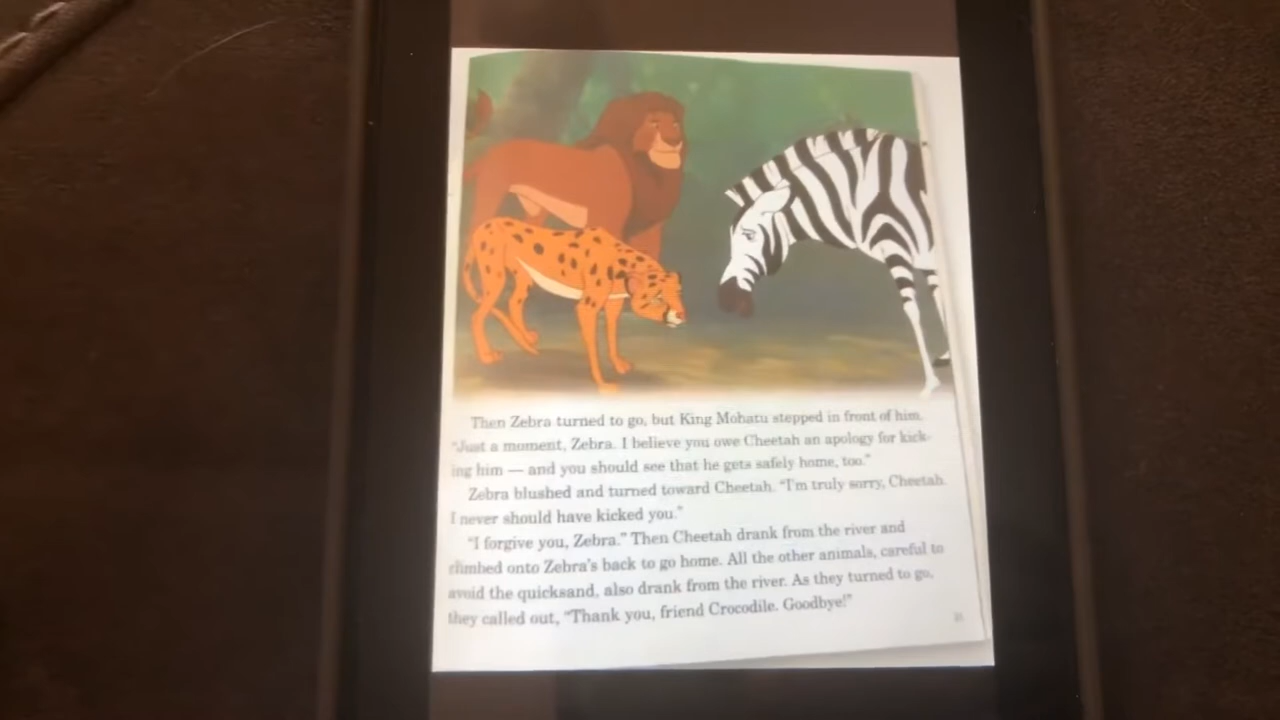 Then Zebra turned to go, but King Mohatu stepped in front of him.
"Just a moment, Zebra. I believe you owe Cheetah an apology for kick-
ing him — and you should see that he gets safely home, too."
Zebra blushed and turned toward Cheetah. "I'm truly sorry, Cheetah.
I never should have kicked you."
"I forgive you, Zebra." Then Cheetah drank from the river and
climbed onto Zebra's back to go home. All the other animals, careful to
avoid the quicksand, also drank from the river. As they turned to go,
they called out, "Thank you, friend Crocodile. Goodbye!"